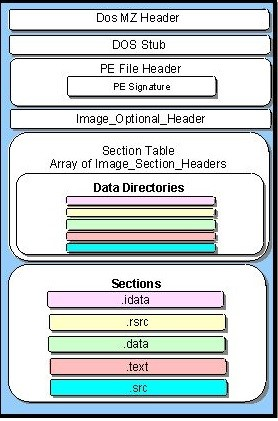 Dos MZ Header
DOS Stub
PE File Header
PE Signature
Image_Optional_Header
Section Table
Array of Image_Section_Headers
Data Directories
Sections
.idata
.rsrc
.data
.text
.src